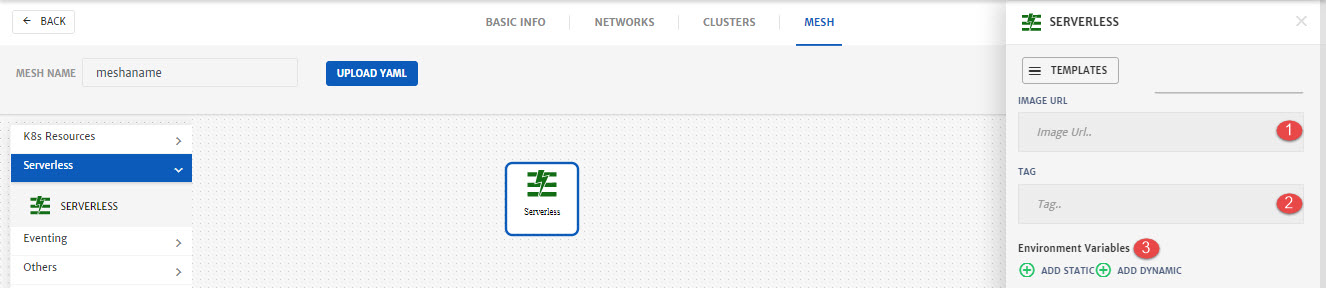 BACK
BASIC INFO
NETWORKS
CLUSTERS
MESH
MESH NAME
meshaname
UPLOAD YAML
K8s Resources
Serverless
SERVERLESS
Eventing
Others
Serverless
SERVERLESS
TEMPLATES
IMAGE URL
Image Url..
1
TAG
Tag..
2
Environment Variables 3
ADD STATIC ADD DYNAMIC